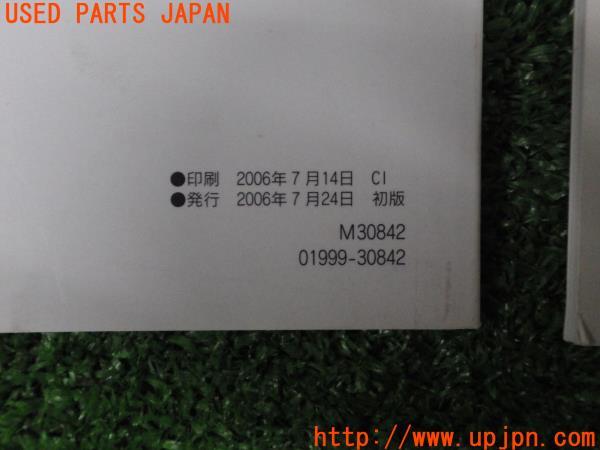 USED PARTS JAPAN
●印刷 2006年7月14日 CI
●発行 2006年7月24日 初版
M30842
01999-30842
http://www.upjpn.com/